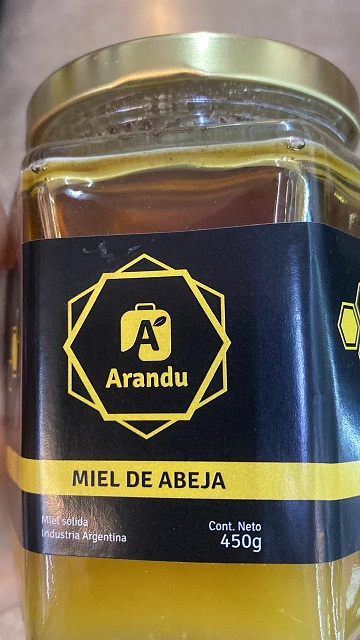 A
Arandu
MIEL DE ABEJA
Miel sólida
Industria Argentina
Cont. Neto
450g